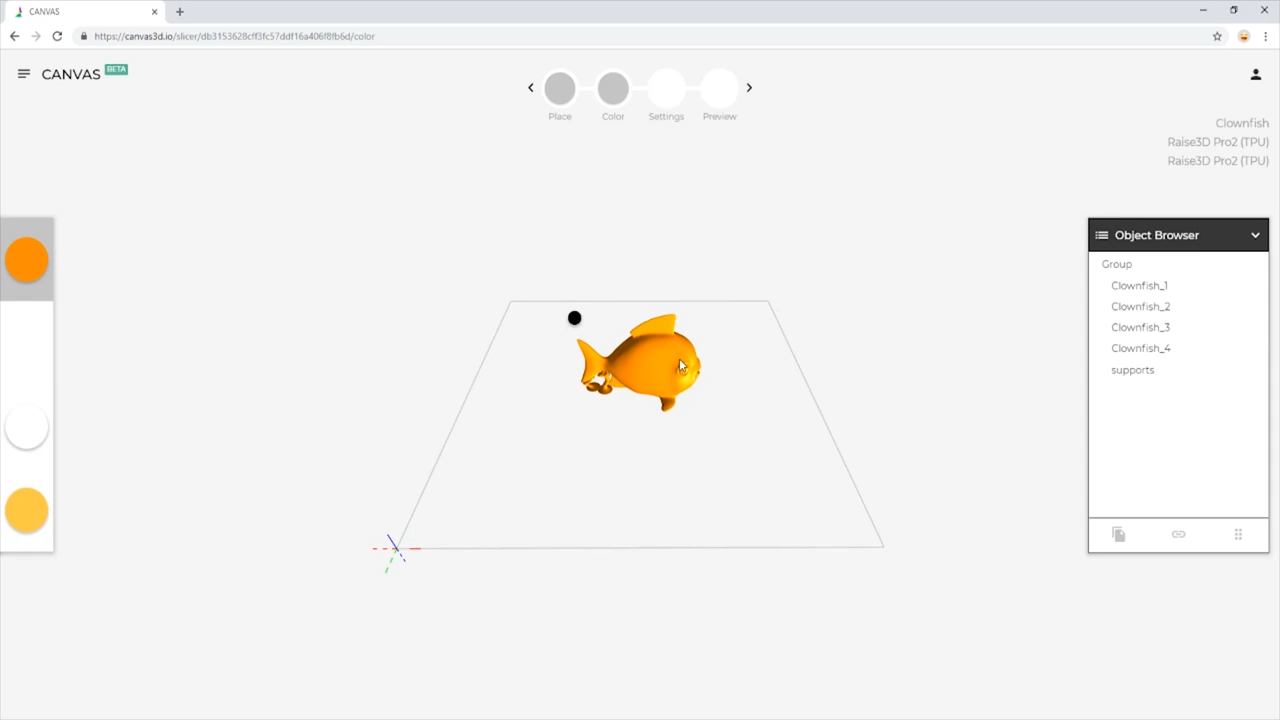 CANVAS
https://canvas3d.io/slicer/db3153628cff3fc57ddf16a406f8fb6d/color
CANVAS BETA
Place
Color
Settings
Preview
Clownfish
Raise3D Pro2 (TPU)
Raise3D Pro2 (TPU)
Object Browser
Group
Clownfish_1
Clownfish_2
Clownfish_3
Clownfish_4
supports